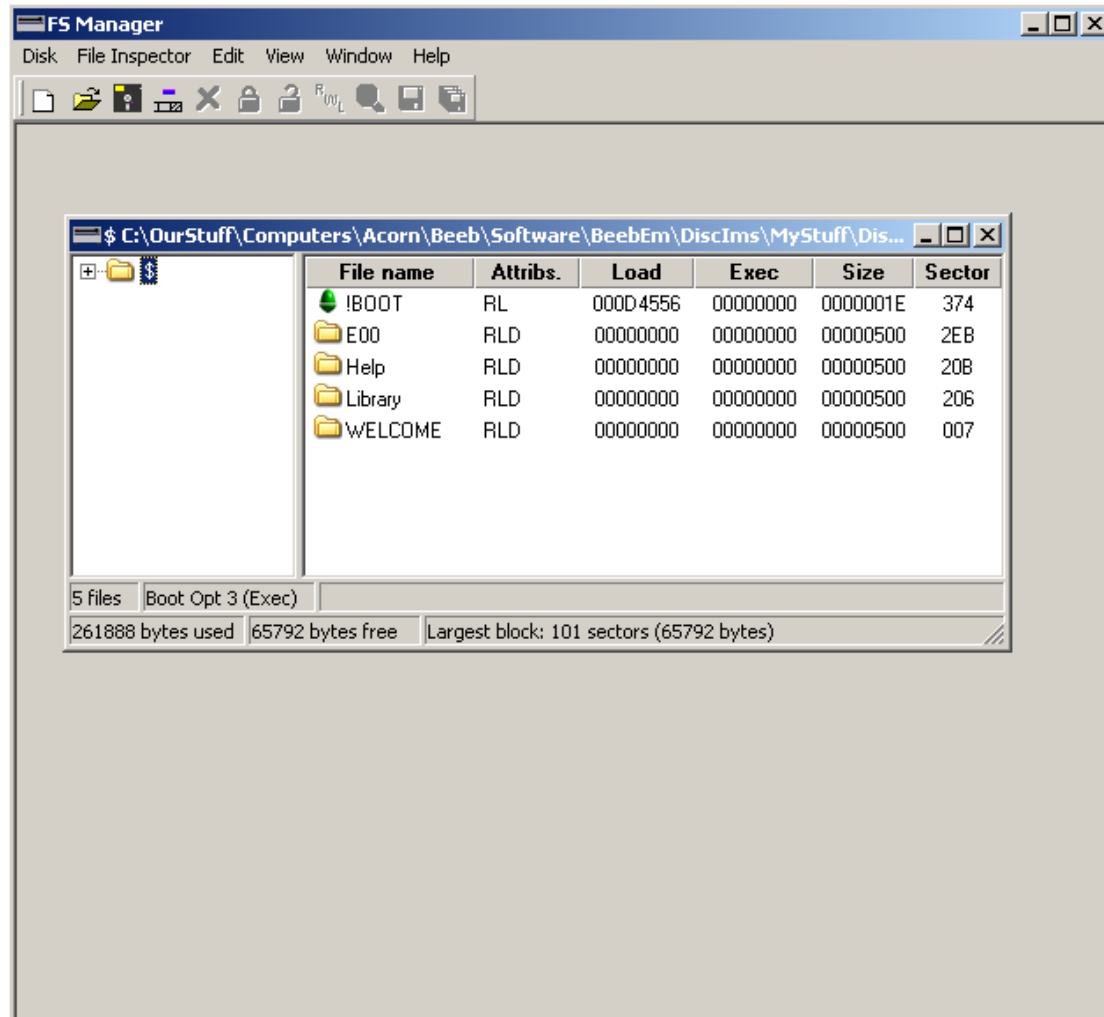 FS Manager
Disk File Inspector Edit View Window Help
RWL
$ C:\OurStuff\Computers\Acorn\Beeb\Software\BeebEm\DiscIms\MyStuff\Dis...
$
File name Attribs. Load Exec Size Sector
!BOOT RL 000D4556 00000000 0000001E 374
E00 RLD 00000000 00000000 00000500 2EB
Help RLD 00000000 00000000 00000500 20B
Library RLD 00000000 00000000 00000500 206
WELCOME RLD 00000000 00000000 00000500 007
5 files Boot Opt 3 (Exec)
261888 bytes used 65792 bytes free Largest block: 101 sectors (65792 bytes)